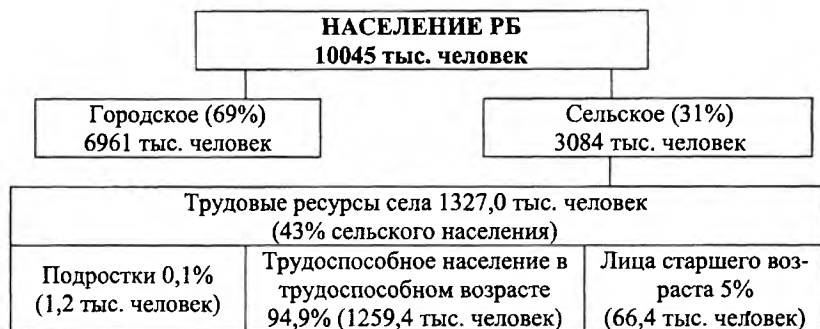 НАСЕЛЕНИЕ РБ
10045 тыс. человек
Городское (69%)
6961 тыс. человек
Сельское (31%)
3084 тыс. человек
Трудовые ресурсы села 1327,0 тыс. человек
(43% сельского населения)
Подростки 0,1%
(1,2 тыс. человек)
Трудоспособное население в
трудоспособном возрасте
94,9% (1259,4 тыс. человек)
Лица старшего воз-
раста 5%
(66,4 тыс. человек)